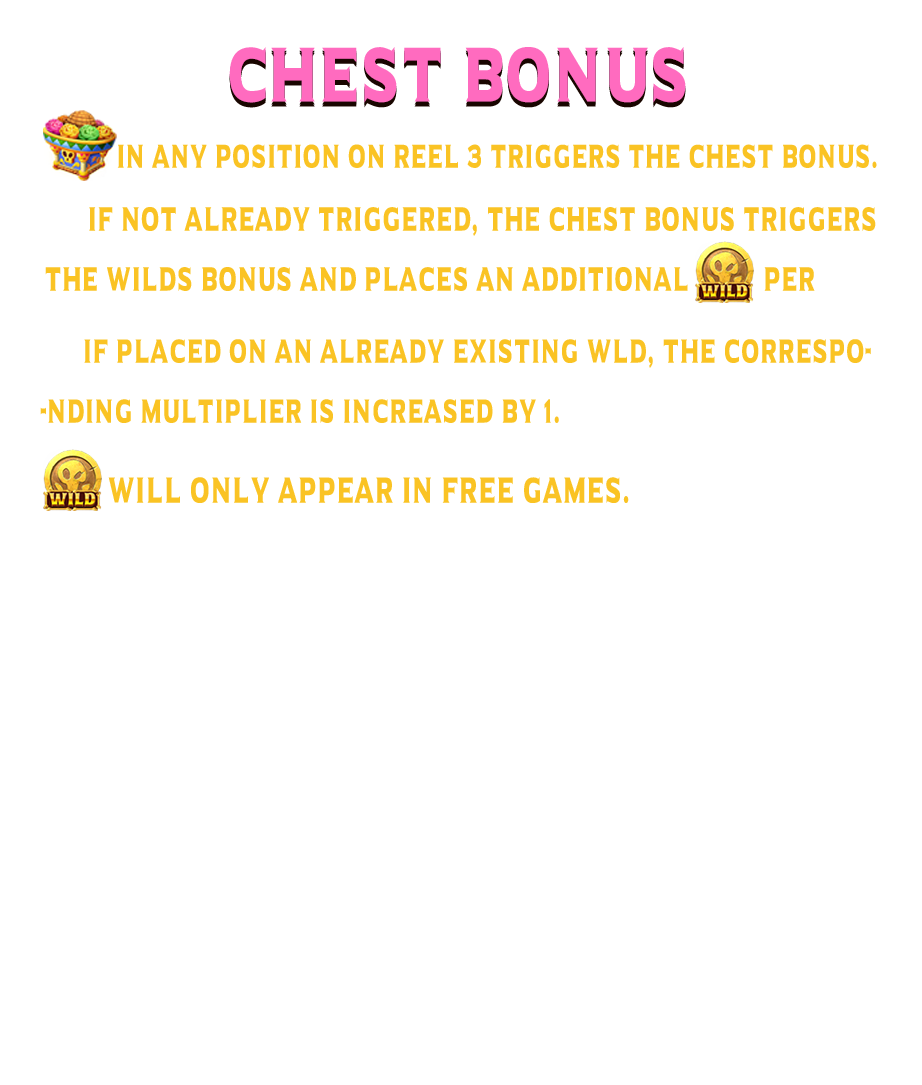 CHEST BONUS
IN ANY POSITION ON REEL 3 TRIGGERS THE CHEST BONUS.
IF NOT ALREADY TRIGGERED, THE CHEST BONUS TRIGGERS
THE WILDS BONUS AND PLACES AN ADDITIONAL WILD PER
IF PLACED ON AN ALREADY EXISTING WLD, THE CORRESPO-
-NDING MULTIPLIER IS INCREASED BY 1.
WILD WILL ONLY APPEAR IN FREE GAMES.